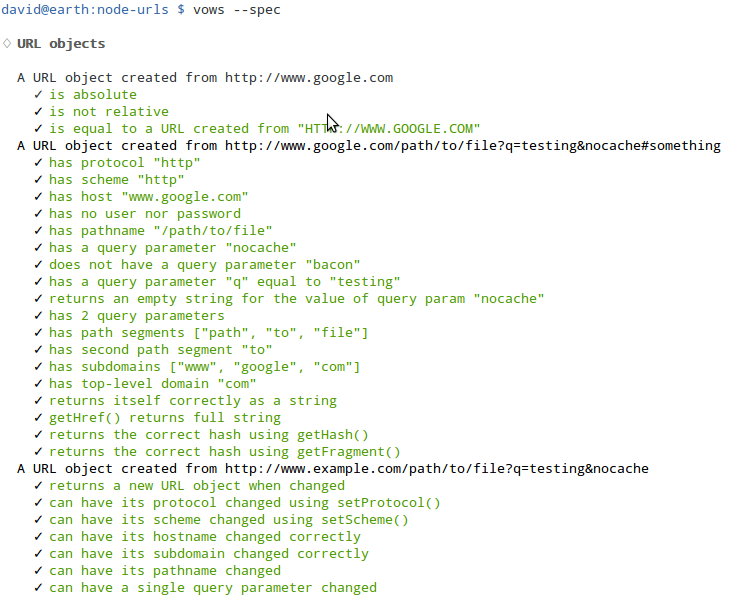 david@earth:node-urls $ vows --spec
♢ URL objects
A URL object created from http://www.google.com
✓ is absolute
✓ is not relative
✓ is equal to a URL created from "HTTP://WWW.GOOGLE.COM"
A URL object created from http://www.google.com/path/to/file?q=testing&nocache#something
✓ has protocol "http"
✓ has scheme "http"
✓ has host "www.google.com"
✓ has no user nor password
✓ has pathname "/path/to/file"
✓ has a query parameter "nocache"
✓ does not have a query parameter "bacon"
✓ has a query parameter "q" equal to "testing"
✓ returns an empty string for the value of query param "nocache"
✓ has 2 query parameters
✓ has path segments ["path", "to", "file"]
✓ has second path segment "to"
✓ has subdomains ["www", "google", "com"]
✓ has top-level domain "com"
✓ returns itself correctly as a string
✓ getHref() returns full string
✓ returns the correct hash using getHash()
✓ returns the correct hash using getFragment()
A URL object created from http://www.example.com/path/to/file?q=testing&nocache
✓ returns a new URL object when changed
✓ can have its protocol changed using setProtocol()
✓ can have its scheme changed using setScheme()
✓ can have its hostname changed correctly
✓ can have its subdomain changed correctly
✓ can have its pathname changed
✓ can have a single query parameter changed